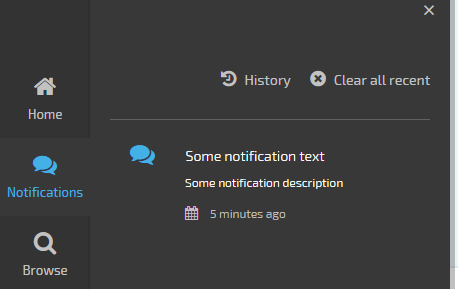 Home
Notifications
Browse
History
Clear all recent
Some notification text
Some notification description
5 minutes ago